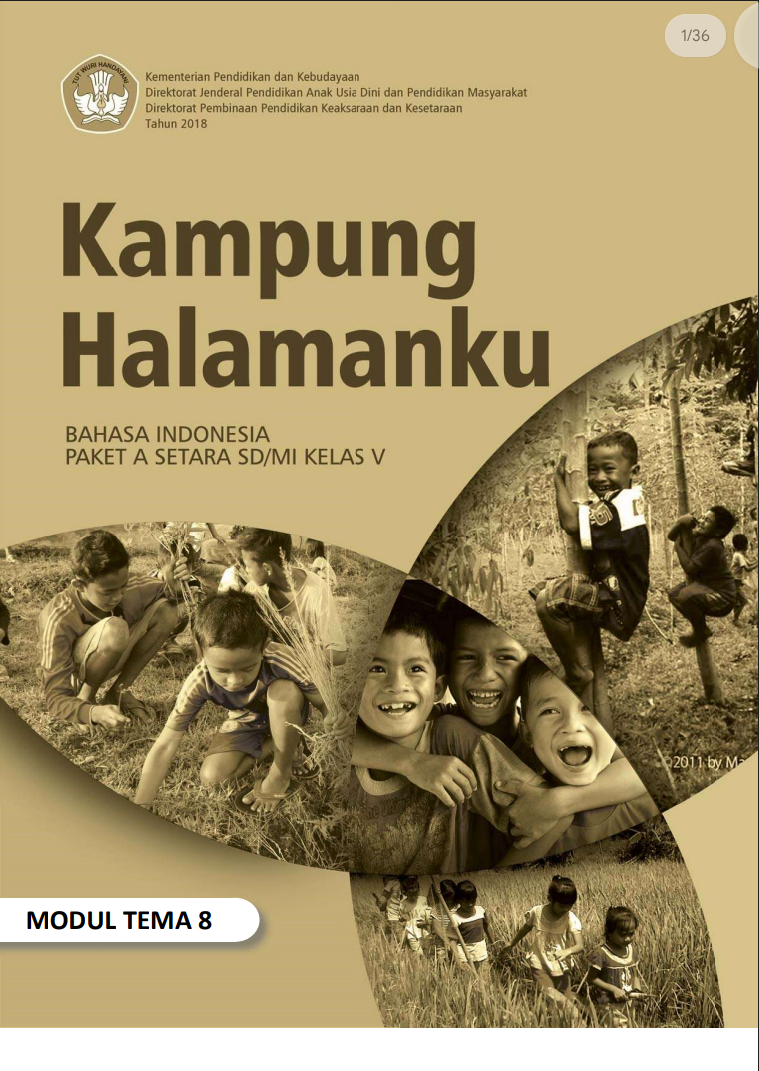 1/36
TUT WURI HANDAYANI
Kementerian Pendidikan dan Kebudayaan
Direktorat Jenderal Pendidikan Anak Usia Dini dan Pendidikan Masyarakat
Direktorat Pembinaan Pendidikan Keaksaraan dan Kesetaraan
Tahun 2018
Kampung
Halamanku
BAHASA INDONESIA
PAKET A SETARA SD/MI KELAS V
©2011 by Ma
MODUL TEMA 8